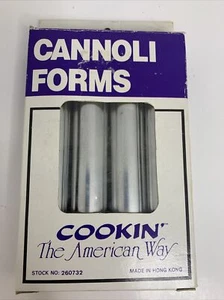 CANNOLI
FORMS
COOKIN'
The American Way
STOCK NO: 260732 MADE IN HONG KONG